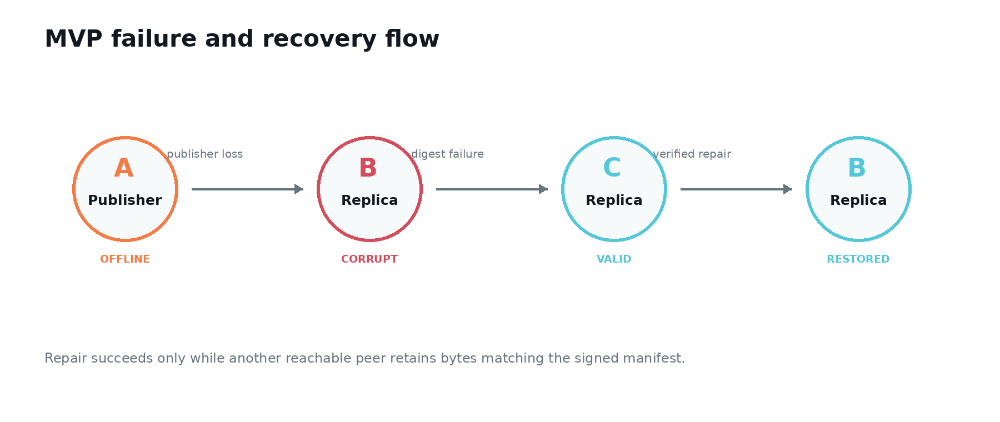 MVP failure and recovery flow
publisher loss
digest failure
verified repair
A
Publisher
OFFLINE
B
Replica
CORRUPT
C
Replica
VALID
B
Replica
RESTORED
Repair succeeds only while another reachable peer retains bytes matching the signed manifest.